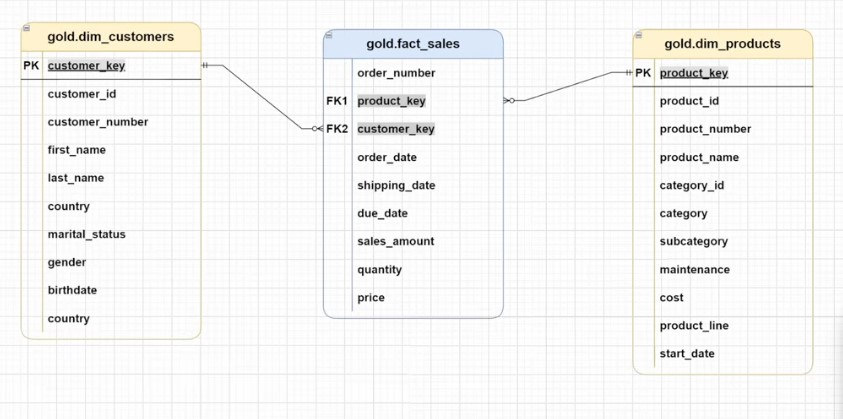 gold.dim_customers
PK customer_key
customer_id
customer_number
first_name
last_name
country
marital_status
gender
birthdate
country
gold.fact_sales
order_number
FK1 product_key
FK2 customer_key
order_date
shipping_date
due_date
sales_amount
quantity
price
gold.dim_products
PK product_key
product_id
product_number
product_name
category_id
category
subcategory
maintenance
cost
product_line
start_date